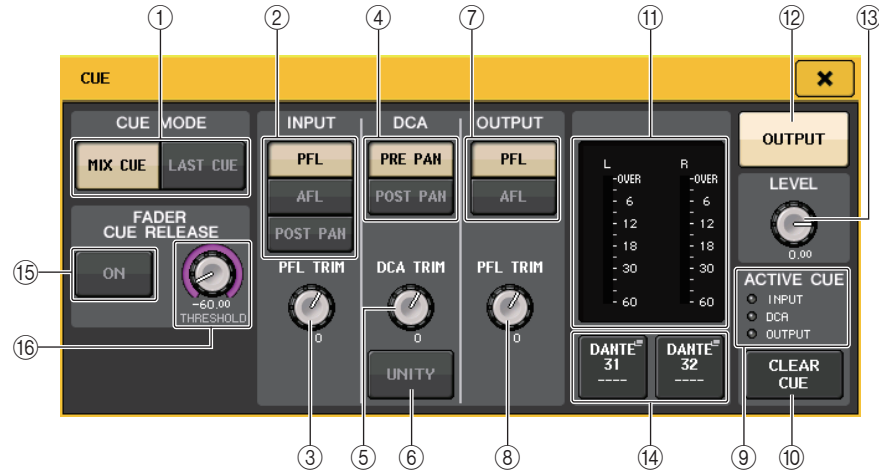 ① ② ④ ⑦ ⑪ ⑫ ⑬
CUE
CUE MODE
MIX CUE LAST CUE
FADER
CUE RELEASE
ON
-60.00
THRESHOLD
INPUT
PFL
AFL
POST PAN
PFL TRIM
0
DCA
PRE PAN
POST PAN
DCA TRIM
0
UNITY
OUTPUT
PFL
AFL
PFL TRIM
0
L R
-OVER -OVER
- 6 - 6
- 12 - 12
- 18 - 18
- 30 - 30
- 60 - 60
DANTE
31
----
DANTE
32
----
OUTPUT
LEVEL
0.00
ACTIVE CUE
INPUT
DCA
OUTPUT
CLEAR
CUE
⑮
⑯
③ ⑤ ⑥ ⑧ ⑭ ⑨ ⑩